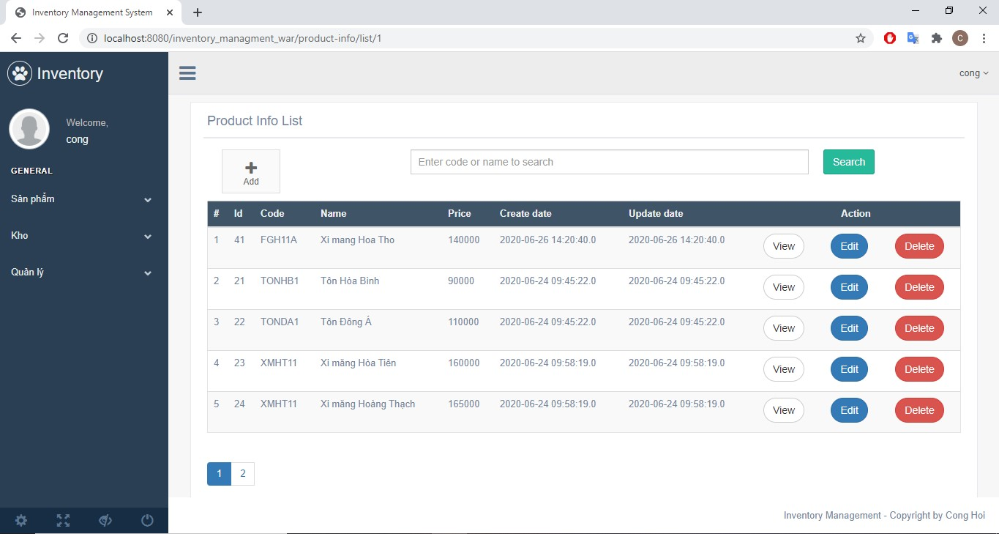 Inventory Management System
localhost:8080/inventory_managment_war/product-info/list/1
C
Inventory
cong
Welcome,
cong
GENERAL
Sản phẩm
Kho
Quản lý
Product Info List
Add
Enter code or name to search
Search
# Id Code Name Price Create date Update date Action
1 41 FGH11A Xi mang Hoa Tho 140000 2020-06-26 14:20:40.0 2020-06-26 14:20:40.0 View Edit Delete
2 21 TONHB1 Tôn Hòa Bình 90000 2020-06-24 09:45:22.0 2020-06-24 09:45:22.0 View Edit Delete
3 22 TONDA1 Tôn Đông Á 110000 2020-06-24 09:45:22.0 2020-06-24 09:45:22.0 View Edit Delete
4 23 XMHT11 Xi măng Hòa Tiên 160000 2020-06-24 09:58:19.0 2020-06-24 09:58:19.0 View Edit Delete
5 24 XMHT11 Xi măng Hoàng Thạch 165000 2020-06-24 09:58:19.0 2020-06-24 09:58:19.0 View Edit Delete
1 2
Inventory Management - Copyright by Cong Hoi